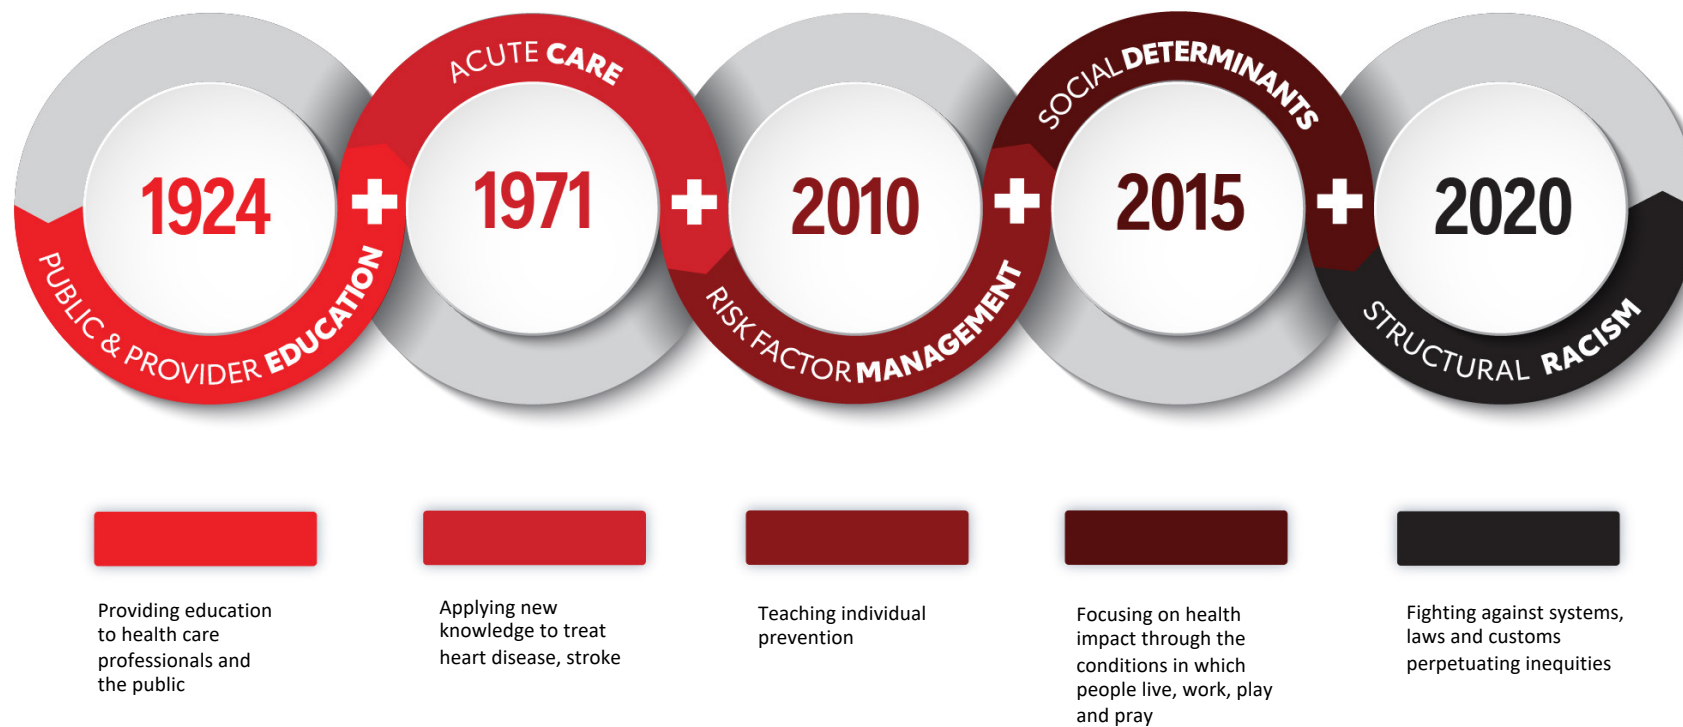 1924
PUBLIC & PROVIDER EDUCATION
+
1971
ACUTE CARE
+
2010
RISK FACTOR MANAGEMENT
+
2015
SOCIAL DETERMINANTS
+
2020
STRUCTURAL RACISM
Providing education
to health care
professionals and
the public
Applying new
knowledge to treat
heart disease, stroke
Teaching individual
prevention
Focusing on health
impact through the
conditions in which
people live, work, play
and pray
Fighting against systems,
laws and customs
perpetuating inequities